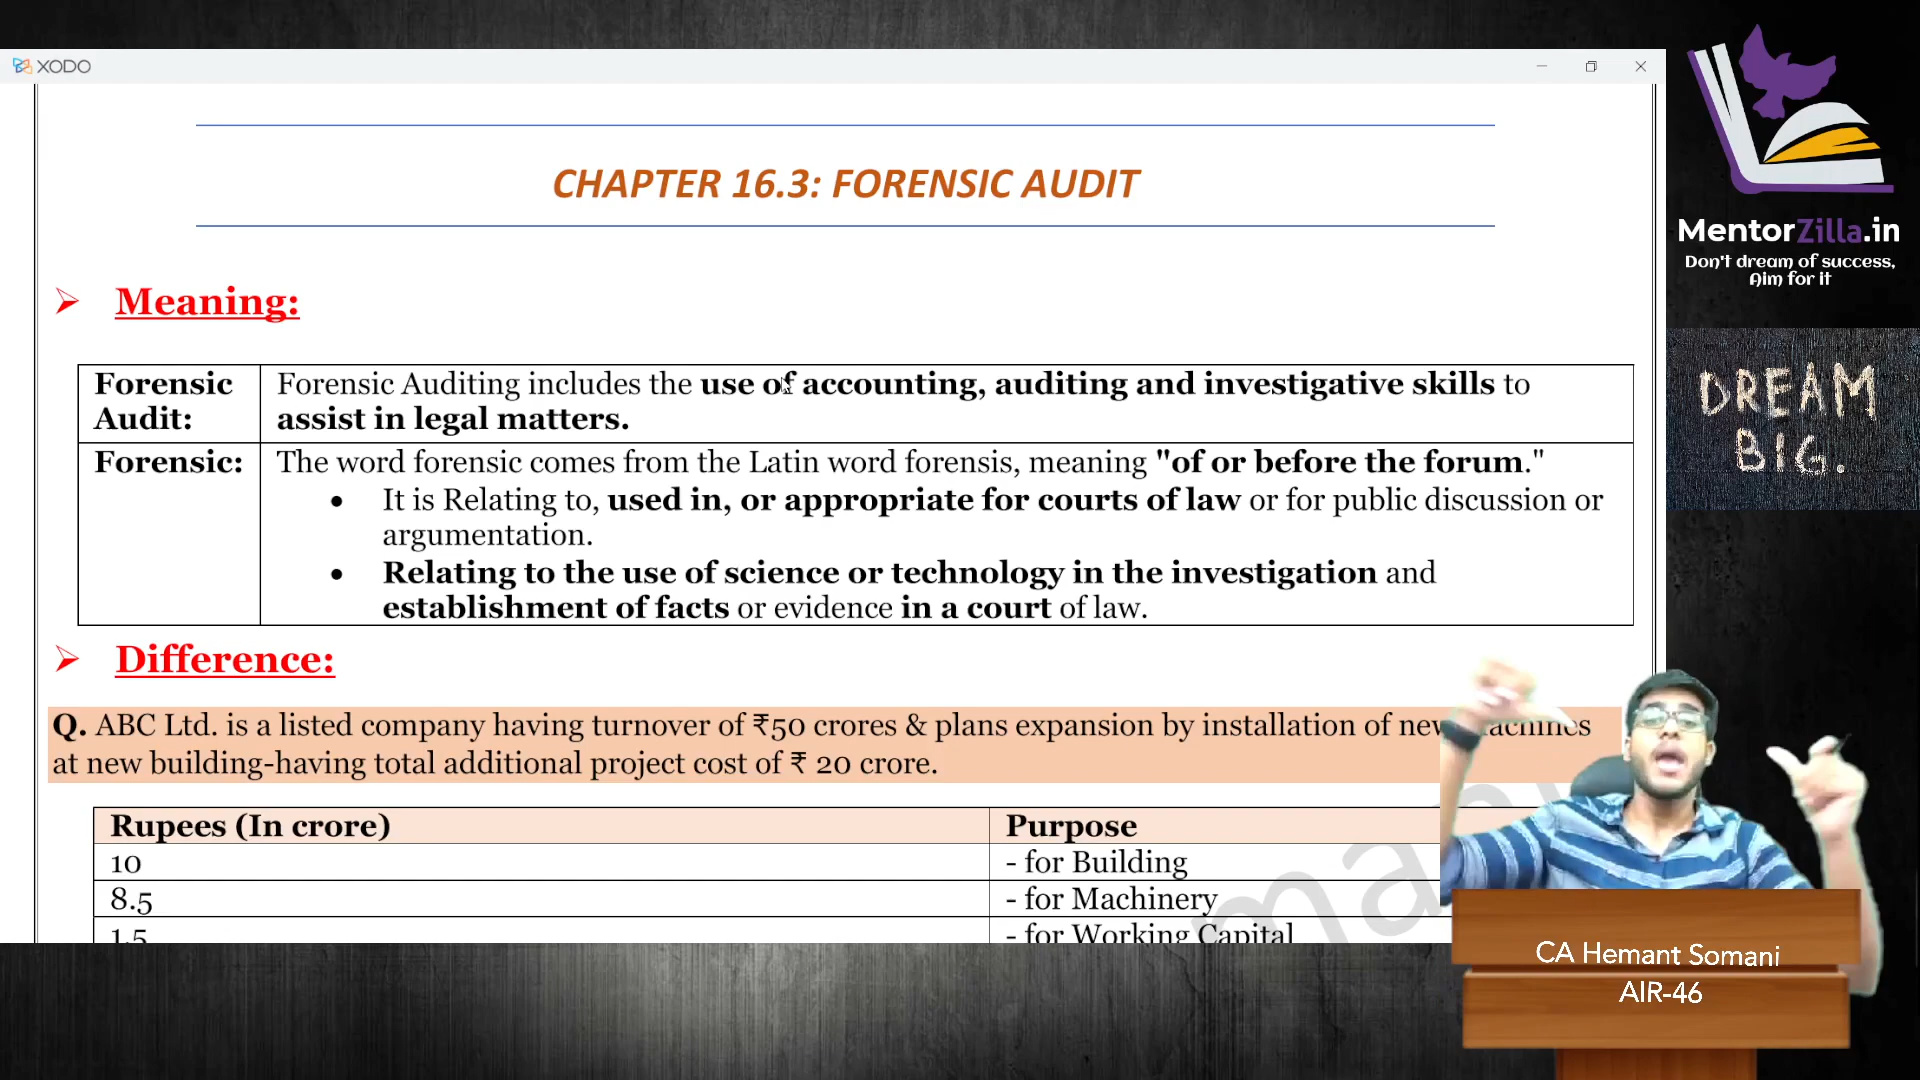 XODO
CHAPTER 16.3: FORENSIC AUDIT
MentorZilla.in
Don't dream of success,
Aim for it
Meaning:
Forensic Audit:
Forensic Auditing includes the use of accounting, auditing and investigative skills to
assist in legal matters.
DREAM
BIG.
Forensic:
The word forensic comes from the Latin word forensis, meaning "of or before the forum."
• It is Relating to, used in, or appropriate for courts of law or for public discussion or
argumentation.
• Relating to the use of science or technology in the investigation and
establishment of facts or evidence in a court of law.
Difference:
Q. ABC Ltd. is a listed company having turnover of ₹50 crores & plans expansion by installation of new machines
at new building-having total additional project cost of ₹ 20 crore.
Rupees (In crore) Purpose
10 - for Building
8.5 - for Machinery
1.5 - for Working Capital
CA Hemant Somani
AIR-46